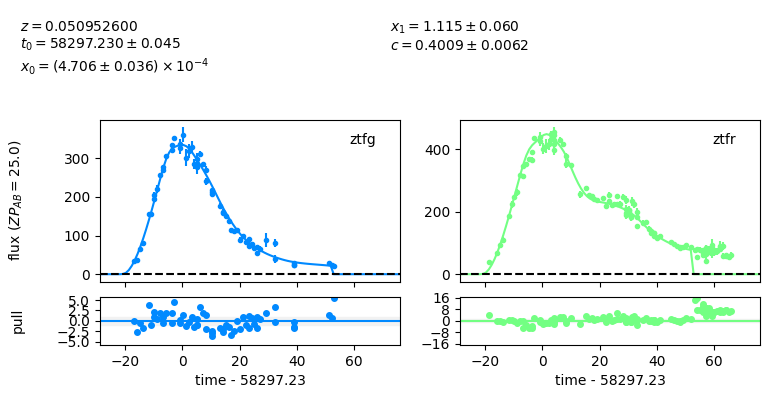 z = 0.050952600
t₀ = 58297.230 ± 0.045
x₀ = (4.706 ± 0.036) × 10⁻⁴
x₁ = 1.115 ± 0.060
c = 0.4009 ± 0.0062
flux (ZP_AB = 25.0)
ztfg
300
200
100
0
ztfr
400
200
0
pull
5.0
2.5
0.0
−2.5
−5.0
−20 0 20 40 60
time - 58297.23
16
8
0
−8
−16
−20 0 20 40 60
time - 58297.23